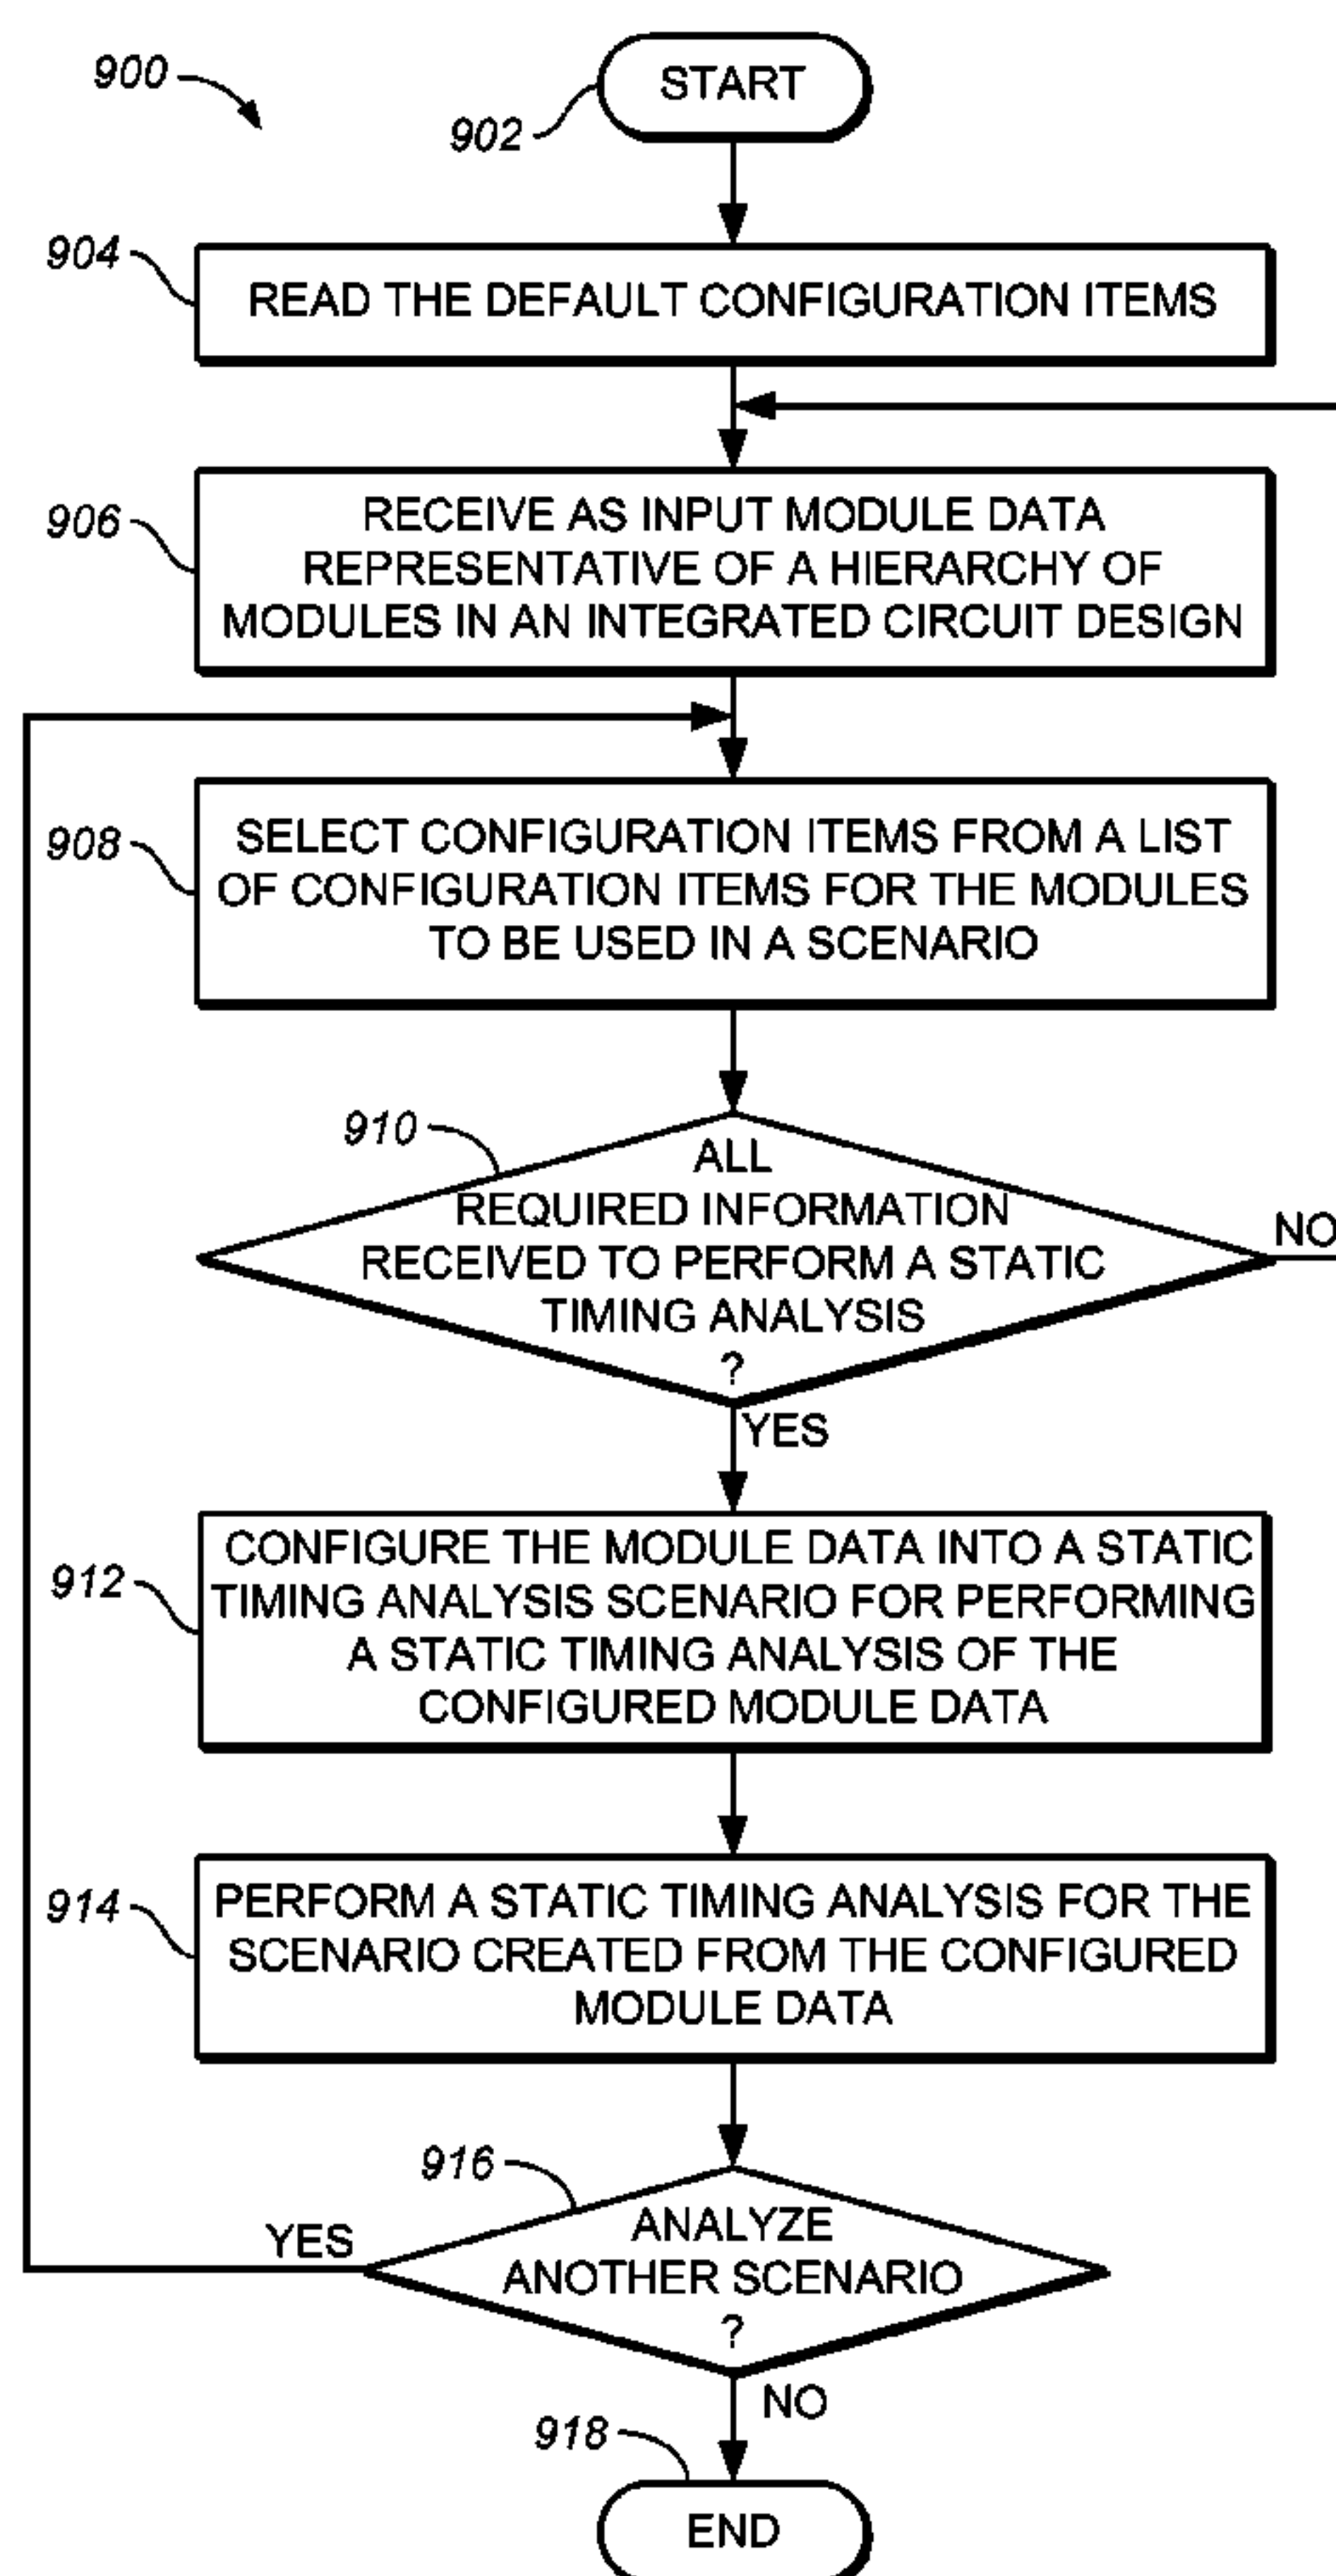 900
START
902
904
READ THE DEFAULT CONFIGURATION ITEMS
906
RECEIVE AS INPUT MODULE DATA
REPRESENTATIVE OF A HIERARCHY OF
MODULES IN AN INTEGRATED CIRCUIT DESIGN
908
SELECT CONFIGURATION ITEMS FROM A LIST
OF CONFIGURATION ITEMS FOR THE MODULES
TO BE USED IN A SCENARIO
910
ALL
REQUIRED INFORMATION
RECEIVED TO PERFORM A STATIC
TIMING ANALYSIS
?
NO
YES
912
CONFIGURE THE MODULE DATA INTO A STATIC
TIMING ANALYSIS SCENARIO FOR PERFORMING
A STATIC TIMING ANALYSIS OF THE
CONFIGURED MODULE DATA
914
PERFORM A STATIC TIMING ANALYSIS FOR THE
SCENARIO CREATED FROM THE CONFIGURED
MODULE DATA
916
YES
ANALYZE
ANOTHER SCENARIO
?
NO
918
END